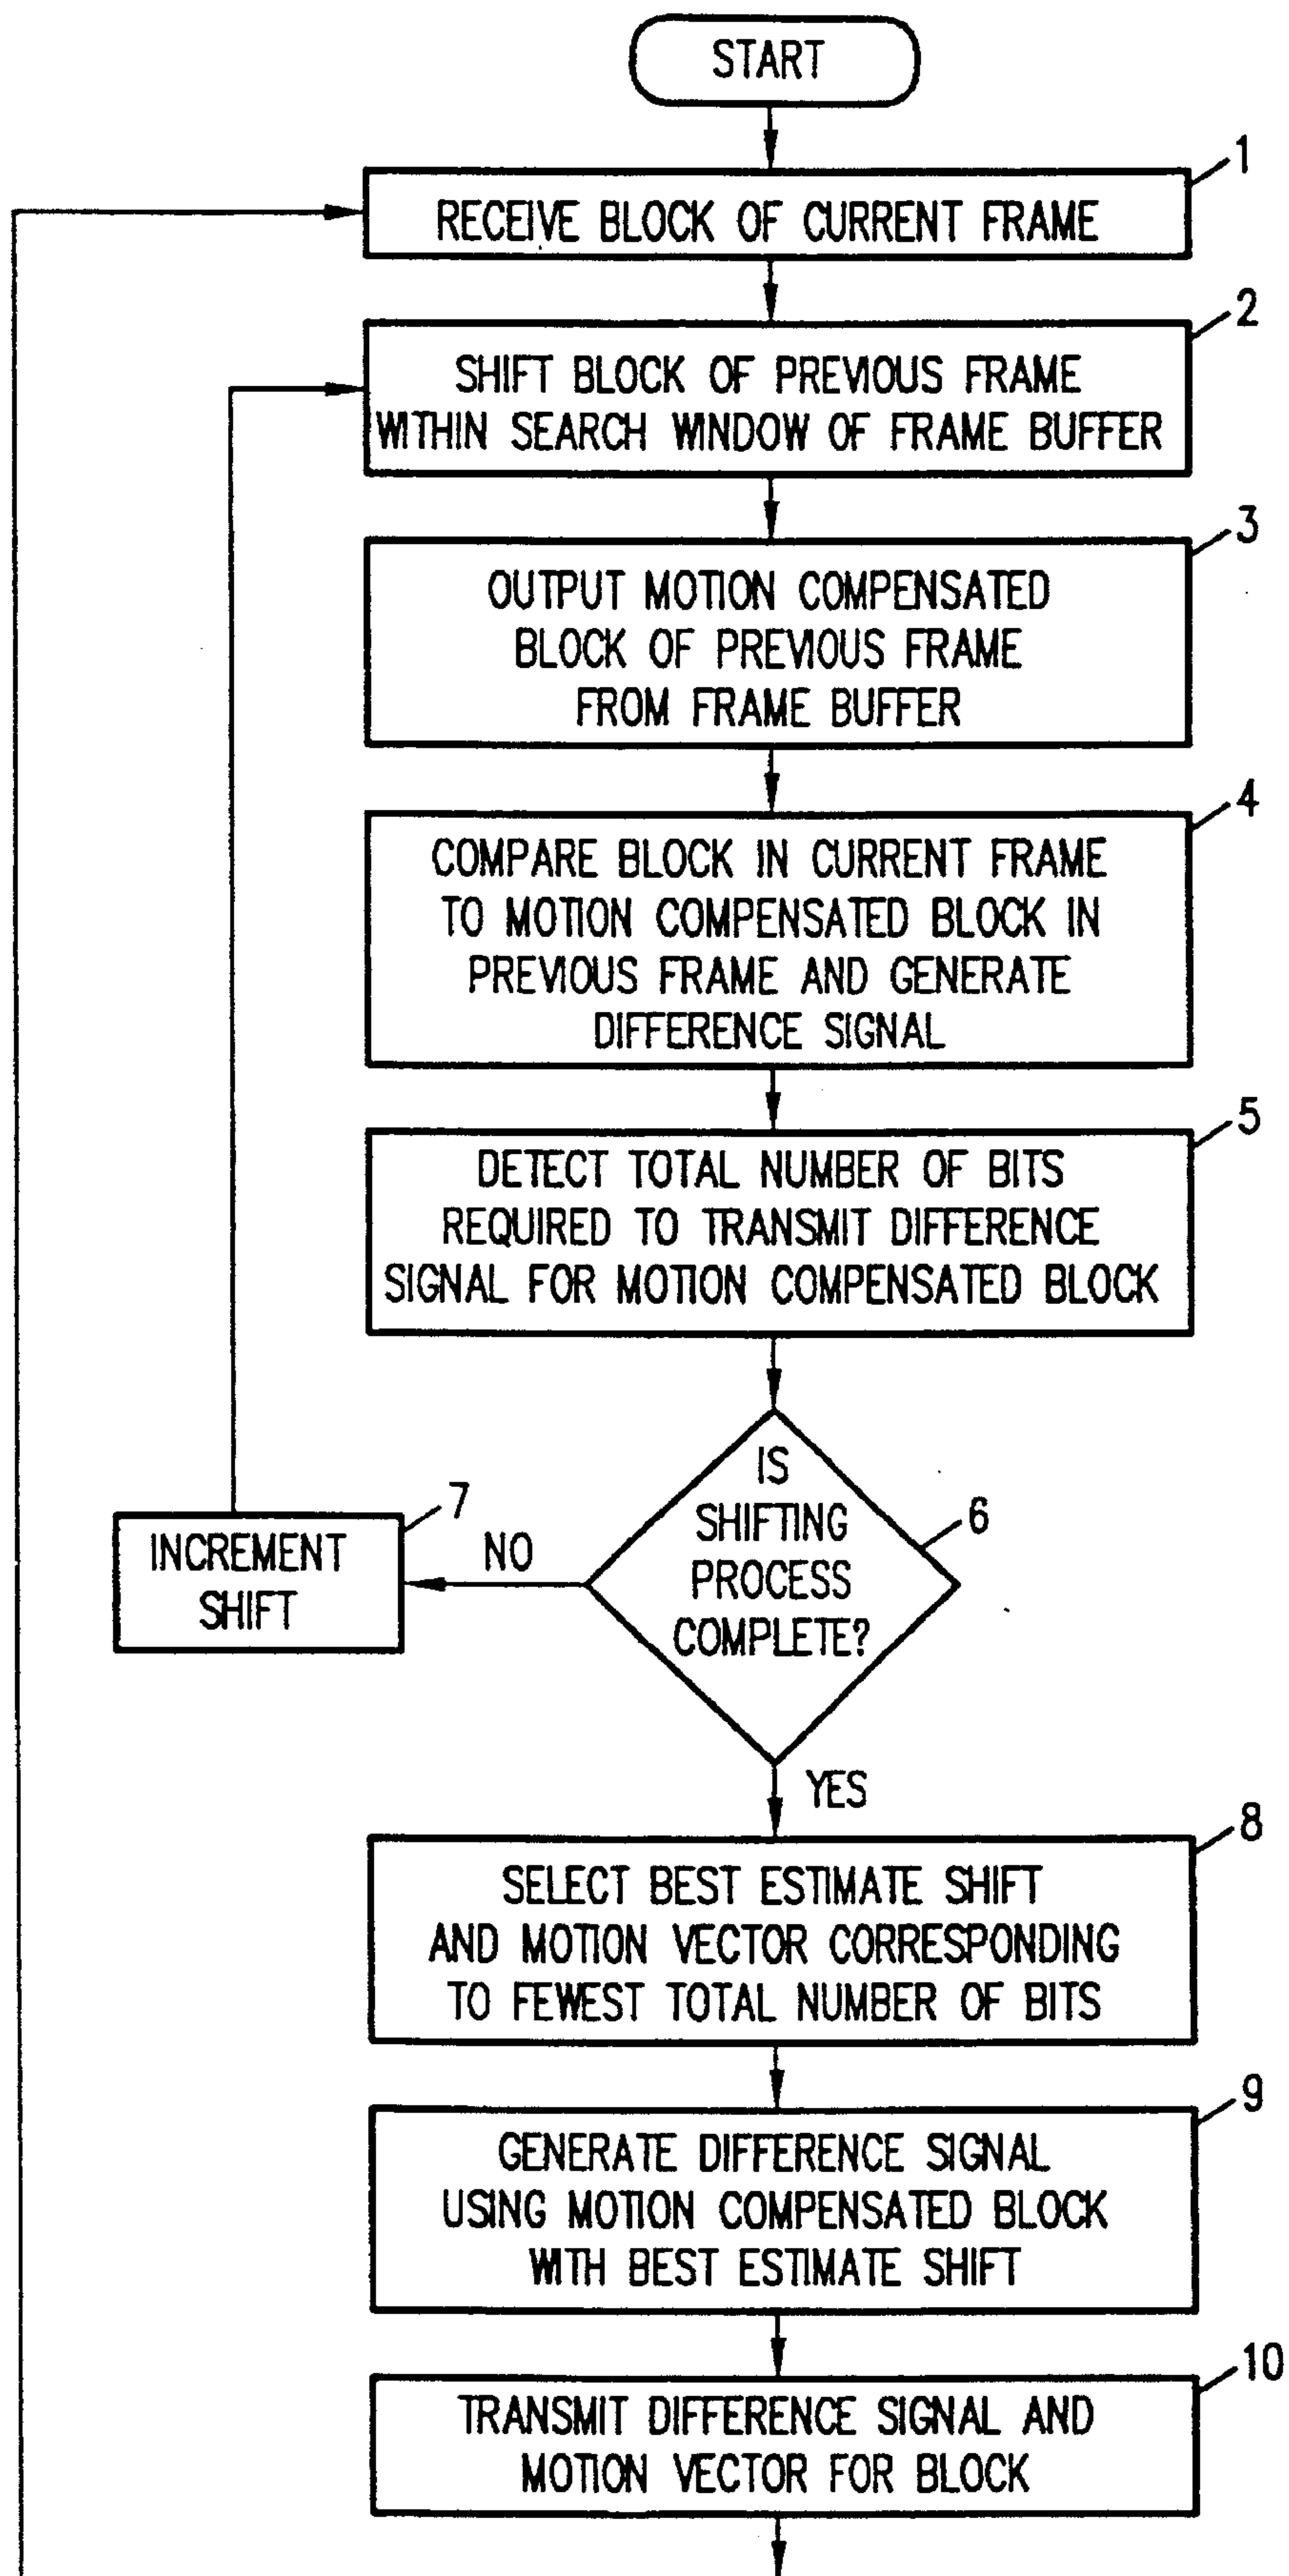 START
1
RECEIVE BLOCK OF CURRENT FRAME
2
SHIFT BLOCK OF PREVIOUS FRAME
WITHIN SEARCH WINDOW OF FRAME BUFFER
3
OUTPUT MOTION COMPENSATED
BLOCK OF PREVIOUS FRAME
FROM FRAME BUFFER
4
COMPARE BLOCK IN CURRENT FRAME
TO MOTION COMPENSATED BLOCK IN
PREVIOUS FRAME AND GENERATE
DIFFERENCE SIGNAL
5
DETECT TOTAL NUMBER OF BITS
REQUIRED TO TRANSMIT DIFFERENCE
SIGNAL FOR MOTION COMPENSATED BLOCK
IS
SHIFTING
PROCESS
COMPLETE?
6
NO
7
INCREMENT
SHIFT
YES
8
SELECT BEST ESTIMATE SHIFT
AND MOTION VECTOR CORRESPONDING
TO FEWEST TOTAL NUMBER OF BITS
9
GENERATE DIFFERENCE SIGNAL
USING MOTION COMPENSATED BLOCK
WITH BEST ESTIMATE SHIFT
10
TRANSMIT DIFFERENCE SIGNAL AND
MOTION VECTOR FOR BLOCK